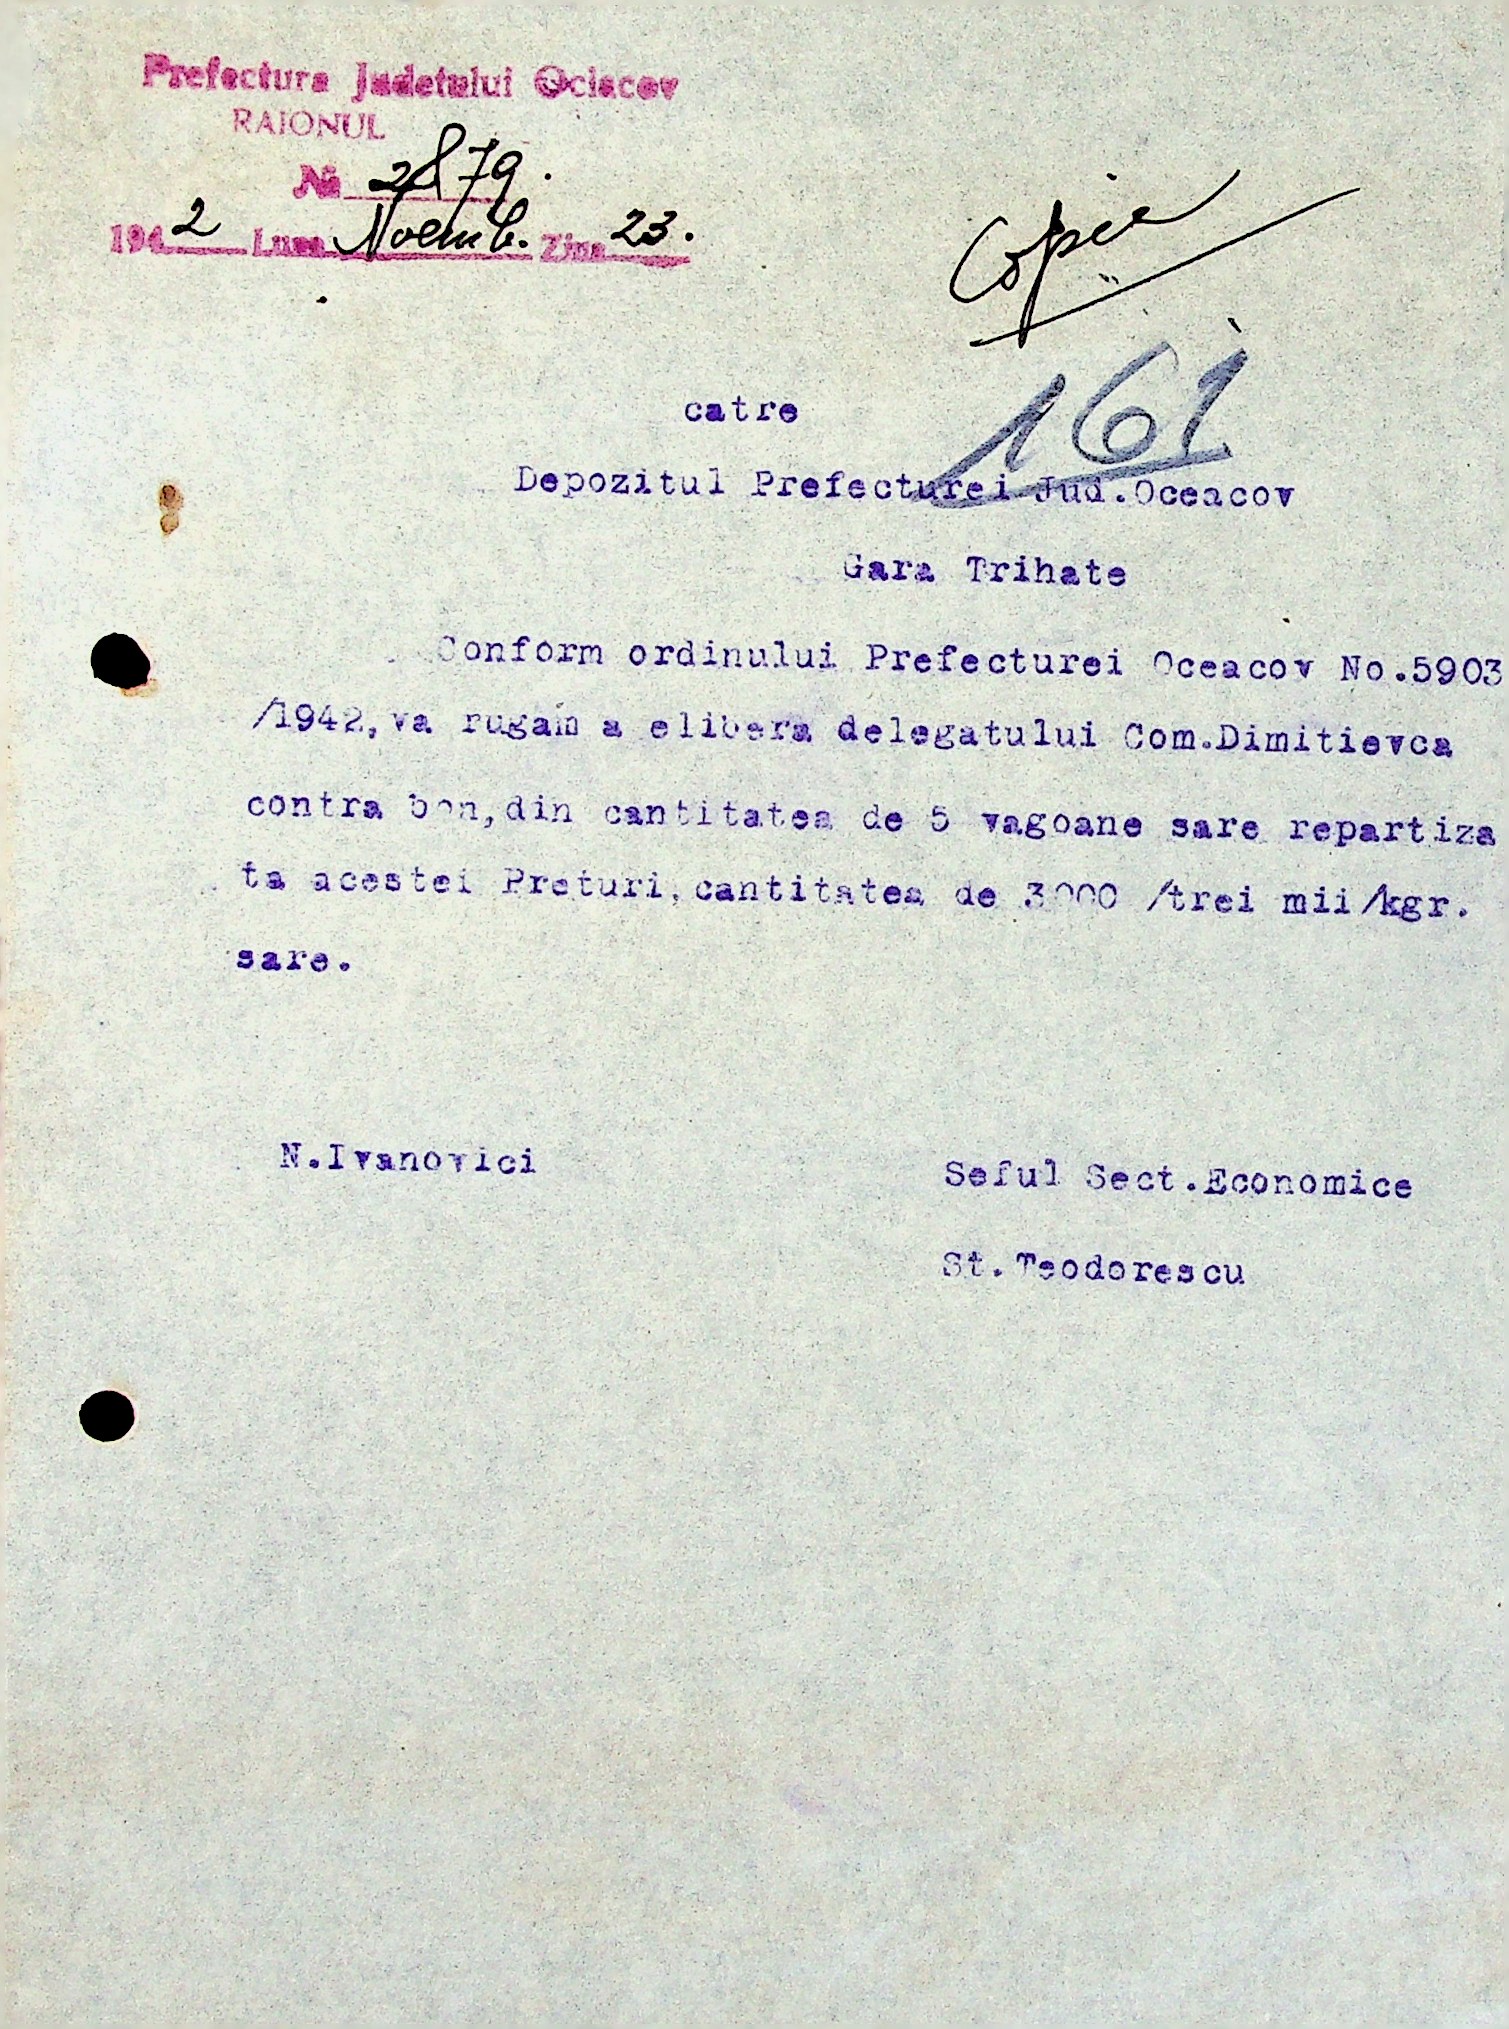 Prefectura Judetului Ociacov
RAIONUL
№ 2879.
1942 Luna Noemb. Ziua 23.
Copie
161
catre
Depozitul Prefecturei Jud.Oceacov
Gara Trihate
Conform ordinului Prefecturei Oceacov No.5903
/1942,va rugam a elibera delegatului Com.Dimitievca
contra bon,din cantitatea de 5 vagoane sare repartiza
ta acestei Preturi,cantitatea de 3000 /trei mii/kgr.
sare.
N.Ivanovici
Seful Sect.Economice
St.Teodorescu